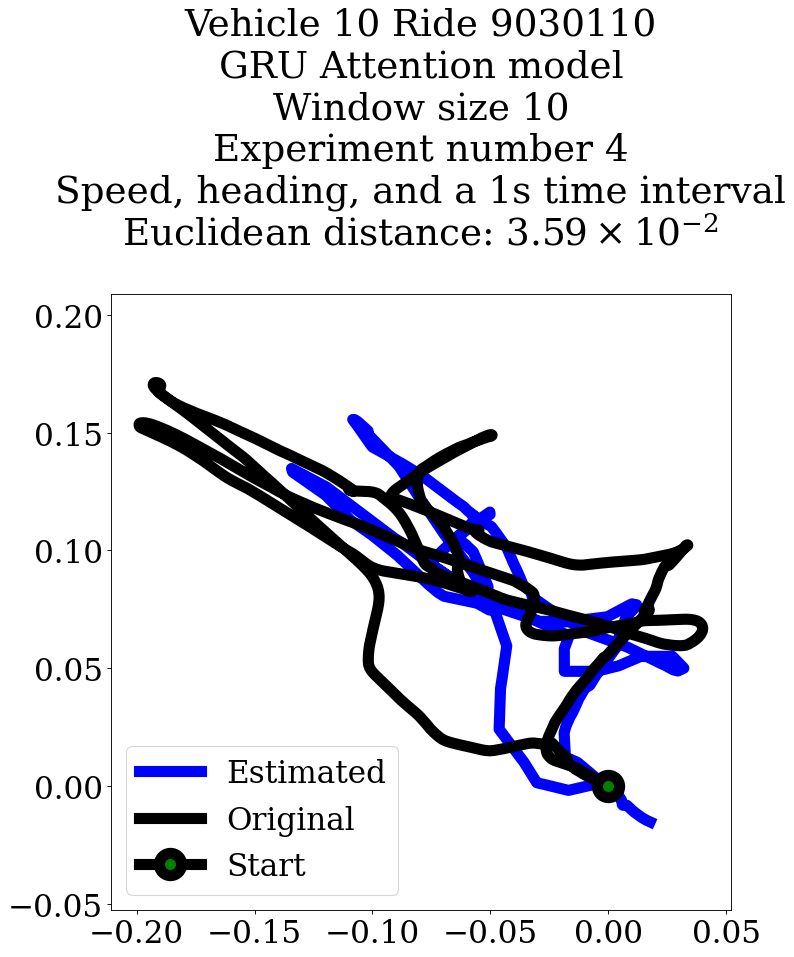 Vehicle 10 Ride 9030110
GRU Attention model
Window size 10
Experiment number 4
Speed, heading, and a 1s time interval
Euclidean distance: 3.59 × 10⁻²
0.20
0.15
0.10
0.05
0.00
−0.05
Estimated
Original
Start
−0.20 −0.15 −0.10 −0.05 0.00 0.05